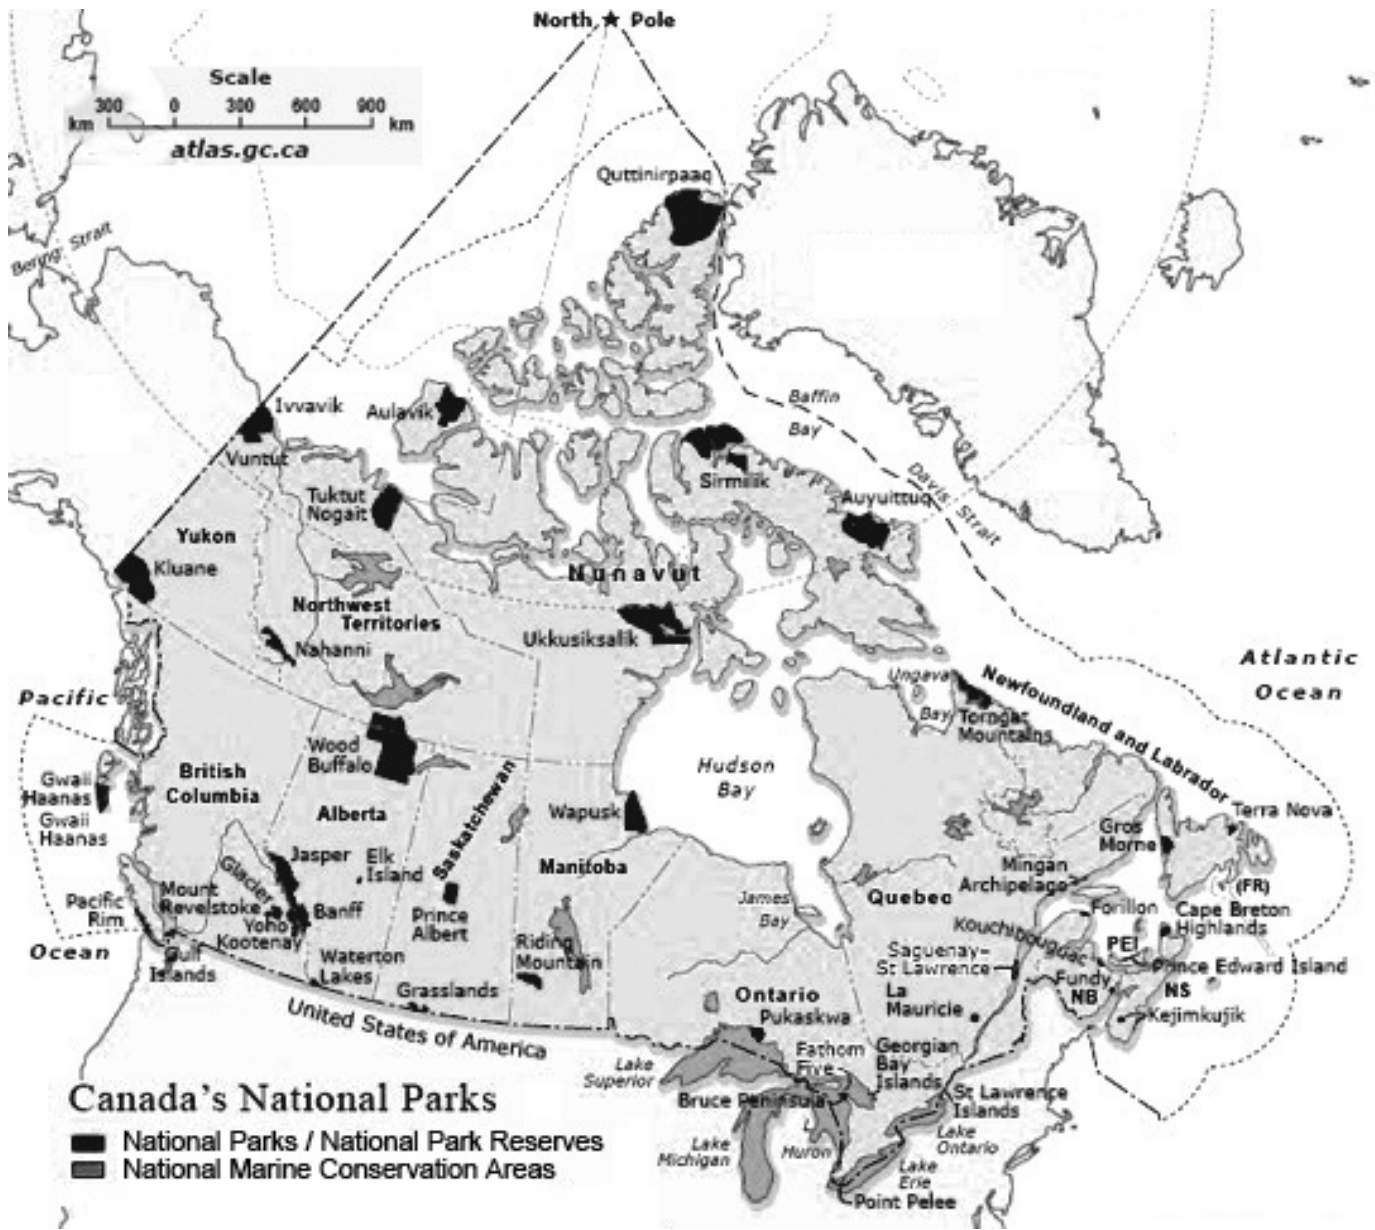 North ★ Pole
Scale
300 0 300 600 900
km km
atlas.gc.ca
Quttinirpaaq
Bering Strait
Ivvavik
Aulavik
Baffin
Bay
Vuntut
Sirmilik
Davis Strait
Tuktut
Nogait
Auyuittuq
Yukon
Kluane
Nunavut
Northwest
Territories
Ukkusiksalik
Nahanni
Atlantic
Ocean
Pacific
Ungava
Bay
Newfoundland and Labrador
Torngat
Mountains
Wood
Buffalo
Hudson
Bay
British
Columbia
Gwaii
Haanas
Gwaii
Haanas
Alberta
Saskatchewan
Wapusk
Terra Nova
Gros
Morne
Jasper
Elk
Island
Manitoba
Mingan
Archipelago
Glacier
Mount
Revelstoke
Quebec
(FR)
Pacific
Rim
Banff
Yoho
Kootenay
Prince
Albert
James
Bay
Forillon
Cape Breton
Highlands
Kouchibouguac
PEI
Ocean
Gulf
Islands
Waterton
Lakes
Riding
Mountain
Saguenay-
St Lawrence
Prince Edward Island
Fundy
NB
NS
Grasslands
Ontario
La
Mauricie
Pukaskwa
Kejimkujik
United States of America
Fathom
Five
Georgian
Bay
Islands
Lake
Superior
Canada's National Parks
Bruce Peninsula
St Lawrence
Islands
National Parks / National Park Reserves
National Marine Conservation Areas
Lake
Michigan
L
Huron
Lake
Ontario
Lake
Erie
Point Pelee